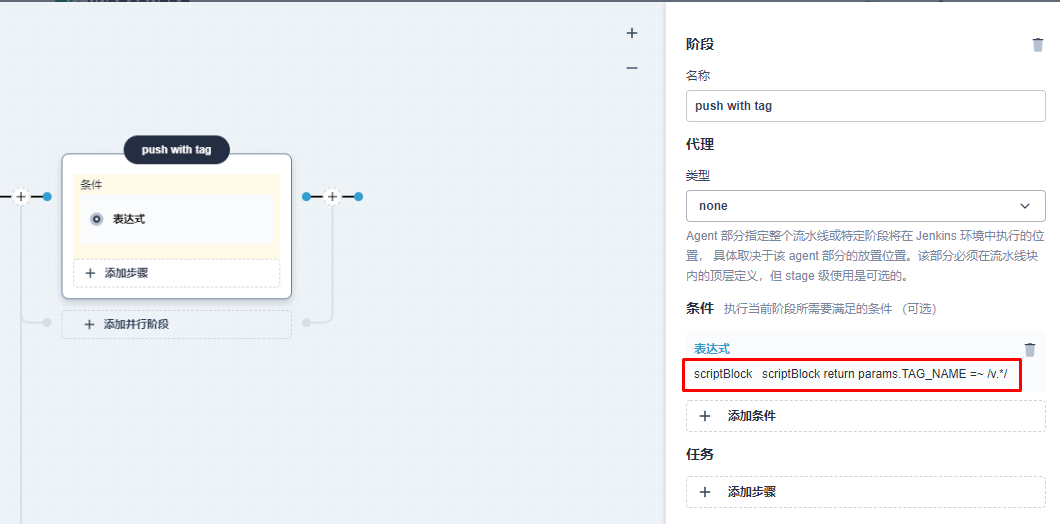 push with tag
条件
表达式
添加步骤
添加并行阶段
阶段
名称
push with tag
代理
类型
none
Agent 部分指定整个流水线或特定阶段将在 Jenkins 环境中执行的位
置， 具体取决于该 agent 部分的放置位置。该部分必须在流水线块
内的顶层定义，但 stage 级使用是可选的。
条件 执行当前阶段所需要满足的条件 （可选）
表达式
scriptBlock scriptBlock return params.TAG_NAME =~ /v.*/
添加条件
任务
添加步骤